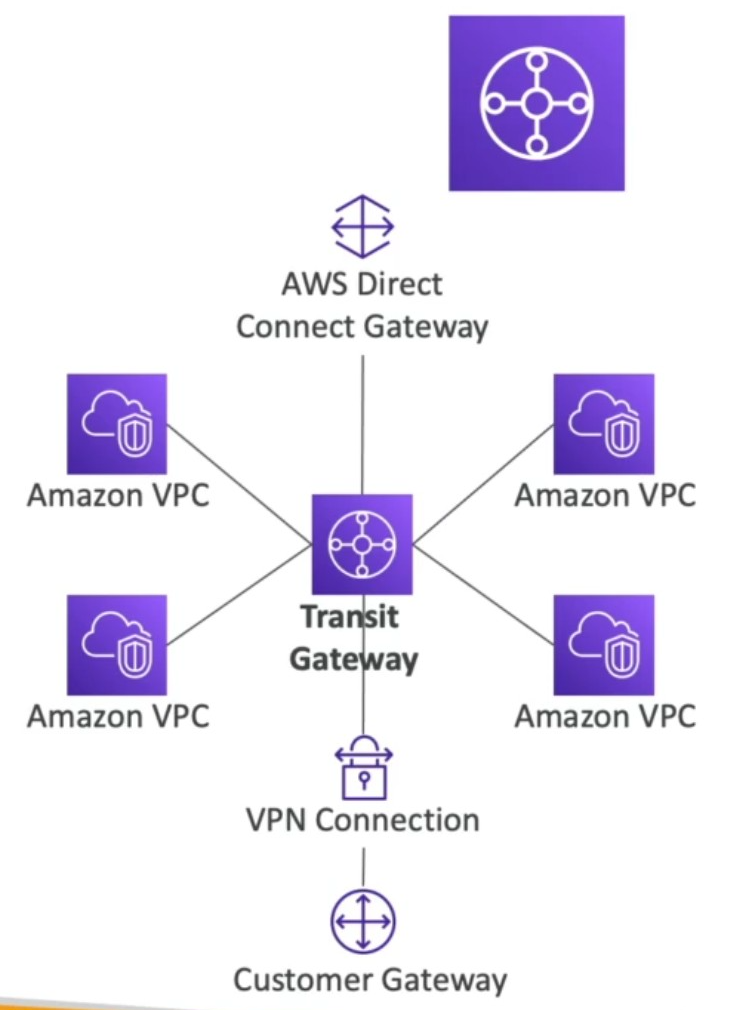 AWS Direct
Connect Gateway
Amazon VPC
Amazon VPC
Transit
Gateway
Amazon VPC
Amazon VPC
VPN Connection
Customer Gateway